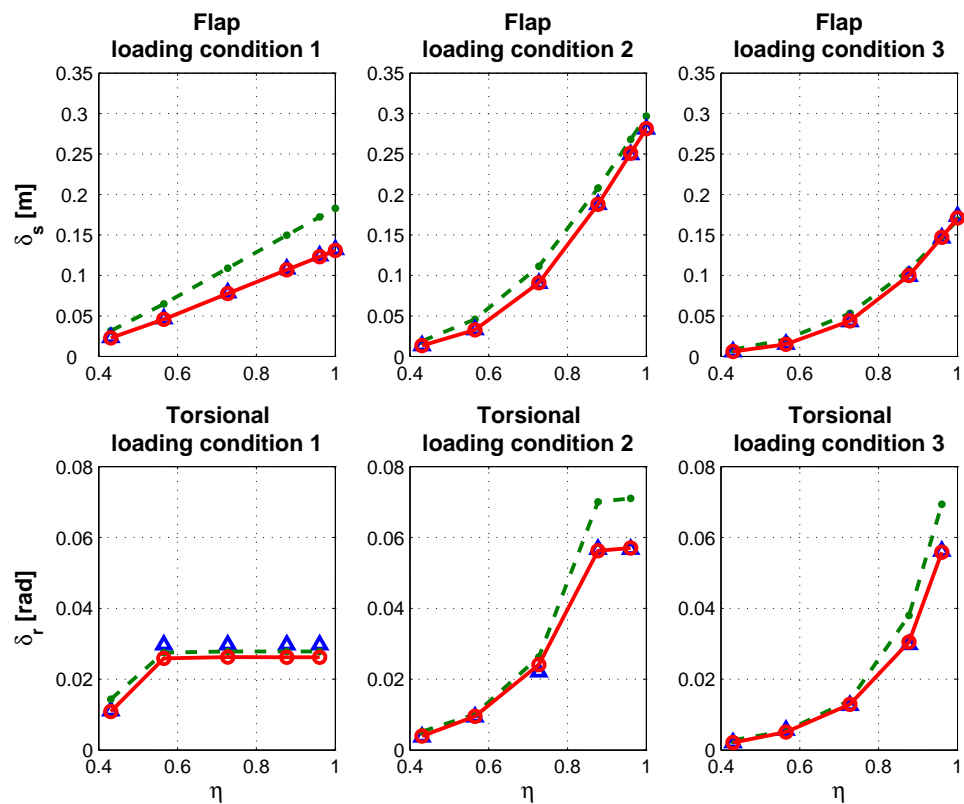 Flap
loading condition 1
Flap
loading condition 2
Flap
loading condition 3
0.35
0.3
0.25
0.2
0.15
0.1
0.05
0
0.4 0.6 0.8 1
δs [m]
0.35
0.3
0.25
0.2
0.15
0.1
0.05
0
0.4 0.6 0.8 1
0.35
0.3
0.25
0.2
0.15
0.1
0.05
0
0.4 0.6 0.8 1
Torsional
loading condition 1
Torsional
loading condition 2
Torsional
loading condition 3
0.08
0.06
0.04
0.02
0
0.4 0.6 0.8 1
δr [rad]
η
0.08
0.06
0.04
0.02
0
0.4 0.6 0.8 1
η
0.08
0.06
0.04
0.02
0
0.4 0.6 0.8 1
η